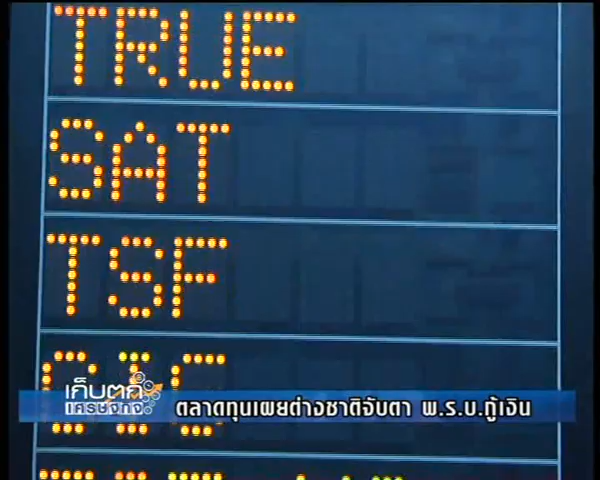 TRUE
SAT
TSF
เก็บตก
เศรษฐกิจ
ตลาดทุนเผยต่างชาติจับตา พ.ร.บ.กู้เงิน